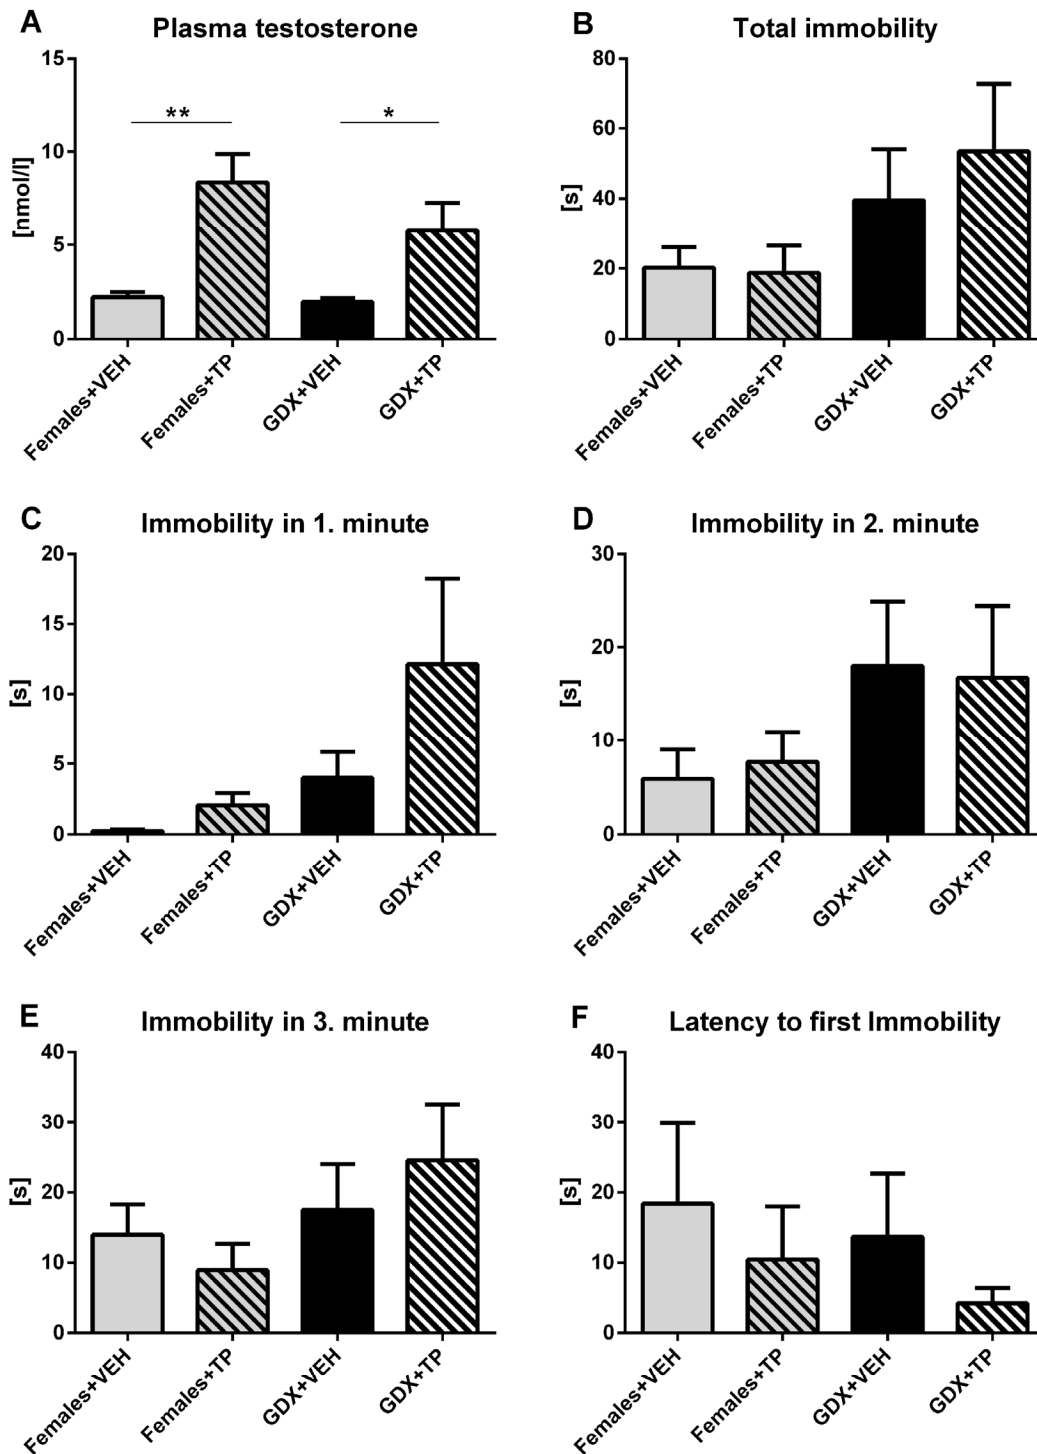 A
Plasma testosterone
15
10
5
0
[nmol/l]
**
*
Females+VEH
Females+TP
GDX+VEH
GDX+TP
B
Total immobility
80
60
40
20
0
[s]
Females+VEH
Females+TP
GDX+VEH
GDX+TP
C
Immobility in 1. minute
20
15
10
5
0
[s]
Females+VEH
Females+TP
GDX+VEH
GDX+TP
D
Immobility in 2. minute
30
20
10
0
[s]
Females+VEH
Females+TP
GDX+VEH
GDX+TP
E
Immobility in 3. minute
40
30
20
10
0
[s]
Females+VEH
Females+TP
GDX+VEH
GDX+TP
F
Latency to first Immobility
40
30
20
10
0
[s]
Females+VEH
Females+TP
GDX+VEH
GDX+TP